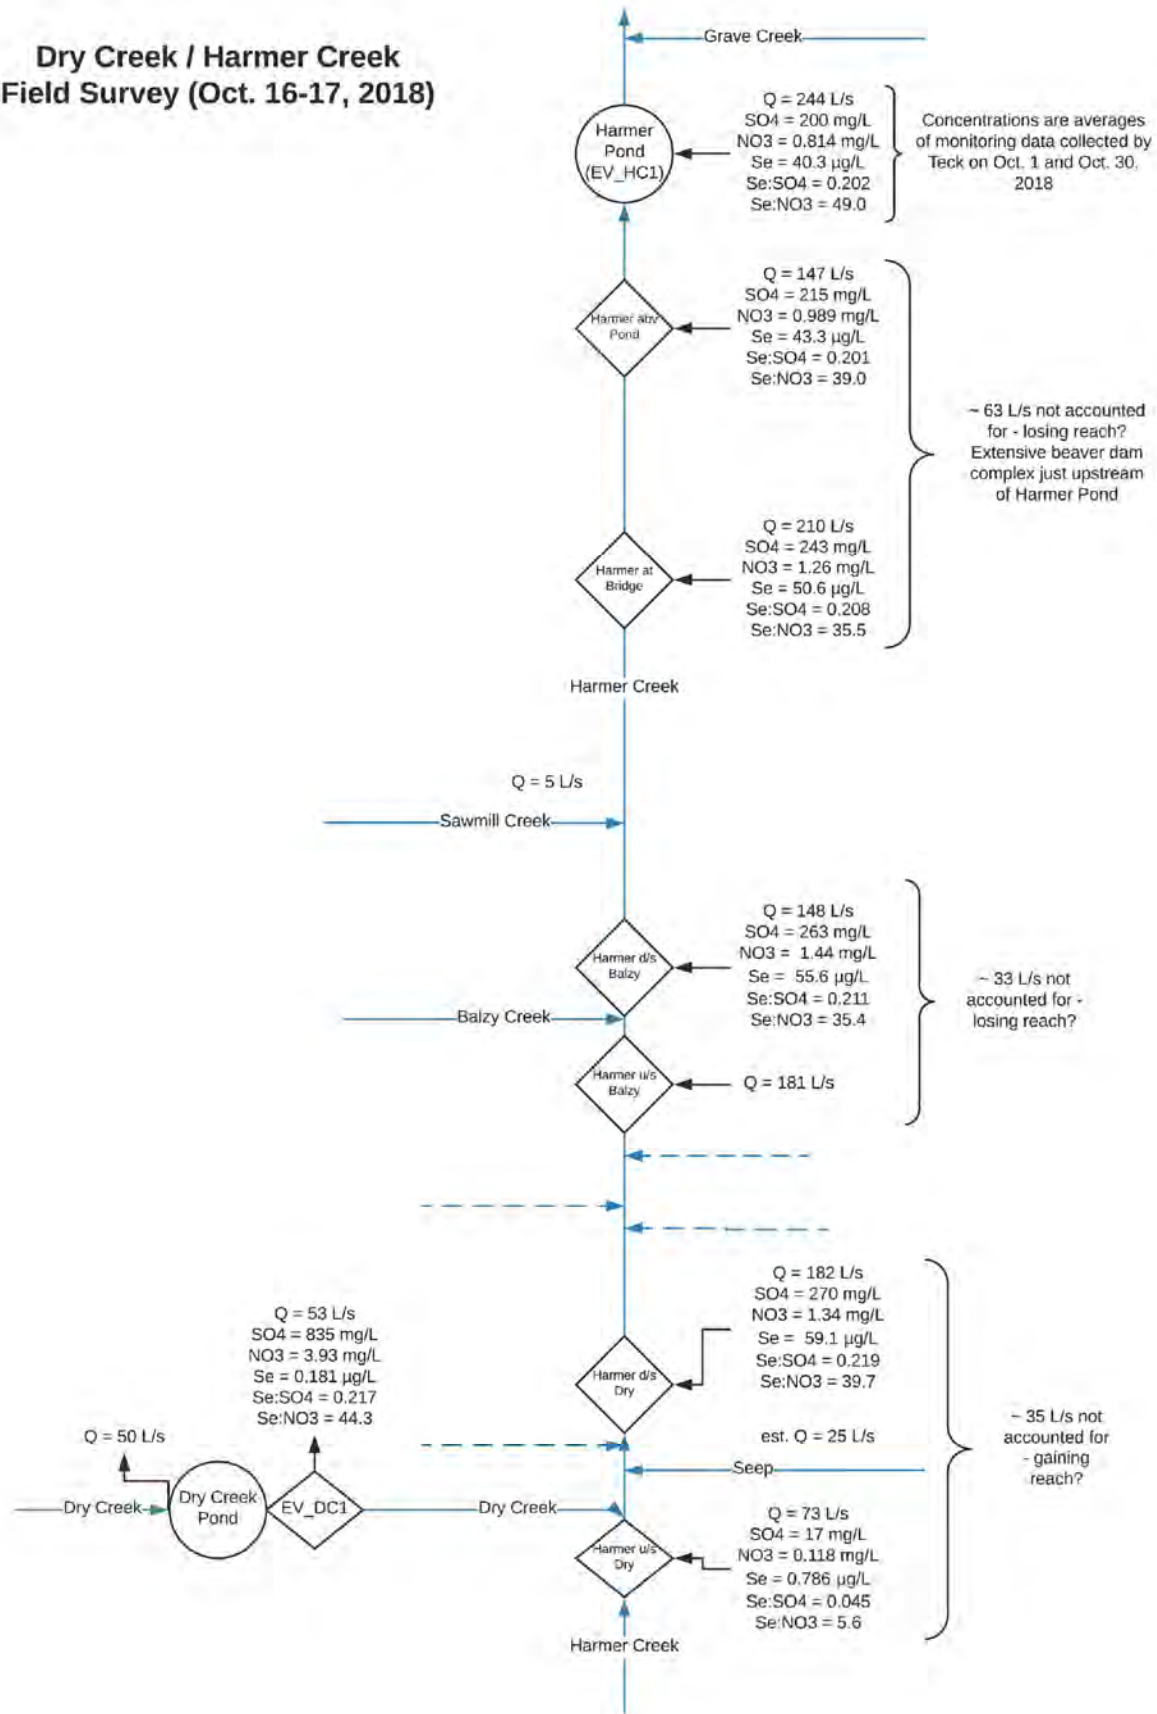 Dry Creek / Harmer Creek
Field Survey (Oct. 16-17, 2018)
Grave Creek
Harmer
Pond
(EV_HC1)
Q = 244 L/s
SO4 = 200 mg/L
NO3 = 0.814 mg/L
Se = 40.3 µg/L
Se:SO4 = 0.202
Se:NO3 = 49.0
Concentrations are averages
of monitoring data collected by
Teck on Oct. 1 and Oct. 30,
2018
Harmer abv
Pond
Q = 147 L/s
SO4 = 215 mg/L
NO3 = 0.989 mg/L
Se = 43.3 µg/L
Se:SO4 = 0.201
Se:NO3 = 39.0
~ 63 L/s not accounted
for - losing reach?
Extensive beaver dam
complex just upstream
of Harmer Pond
Harmer at
Bridge
Q = 210 L/s
SO4 = 243 mg/L
NO3 = 1.26 mg/L
Se = 50.6 µg/L
Se:SO4 = 0.208
Se:NO3 = 35.5
Harmer Creek
Q = 5 L/s
Sawmill Creek
Harmer d/s
Balzy
Q = 148 L/s
SO4 = 263 mg/L
NO3 = 1.44 mg/L
Se = 55.6 µg/L
Se:SO4 = 0.211
Se:NO3 = 35.4
~ 33 L/s not
accounted for -
losing reach?
Balzy Creek
Harmer u/s
Balzy
Q = 181 L/s
Q = 182 L/s
SO4 = 270 mg/L
NO3 = 1.34 mg/L
Se = 59.1 µg/L
Se:SO4 = 0.219
Se:NO3 = 39.7
Harmer d/s
Dry
Q = 53 L/s
SO4 = 835 mg/L
NO3 = 3.93 mg/L
Se = 0.181 µg/L
Se:SO4 = 0.217
Se:NO3 = 44.3
~ 35 L/s not
accounted for
- gaining
reach?
Q = 50 L/s
est. Q = 25 L/s
Seep
Dry Creek
Dry Creek
Pond
EV_DC1
Dry Creek
Harmer u/s
Dry
Q = 73 L/s
SO4 = 17 mg/L
NO3 = 0.118 mg/L
Se = 0.786 µg/L
Se:SO4 = 0.045
Se:NO3 = 5.6
Harmer Creek